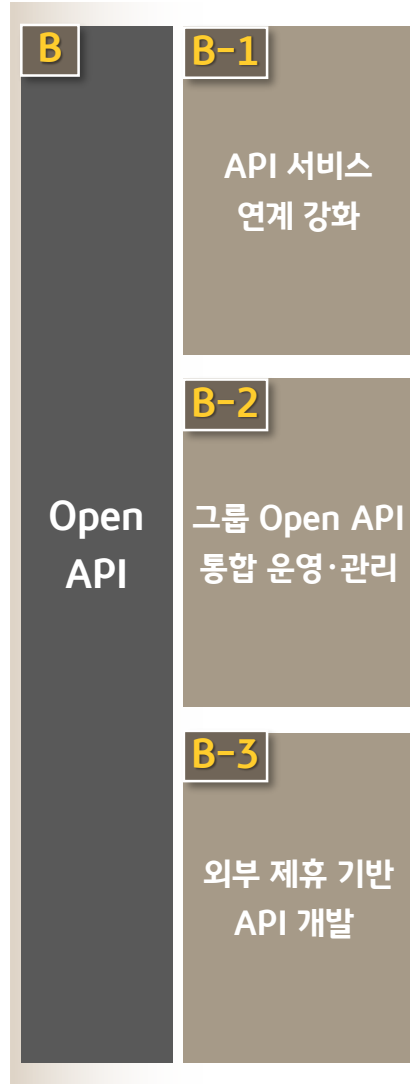 B
Open
API
B-1
API 서비스
연계 강화
B-2
그룹 Open API
통합 운영·관리
B-3
외부 제휴 기반
API 개발